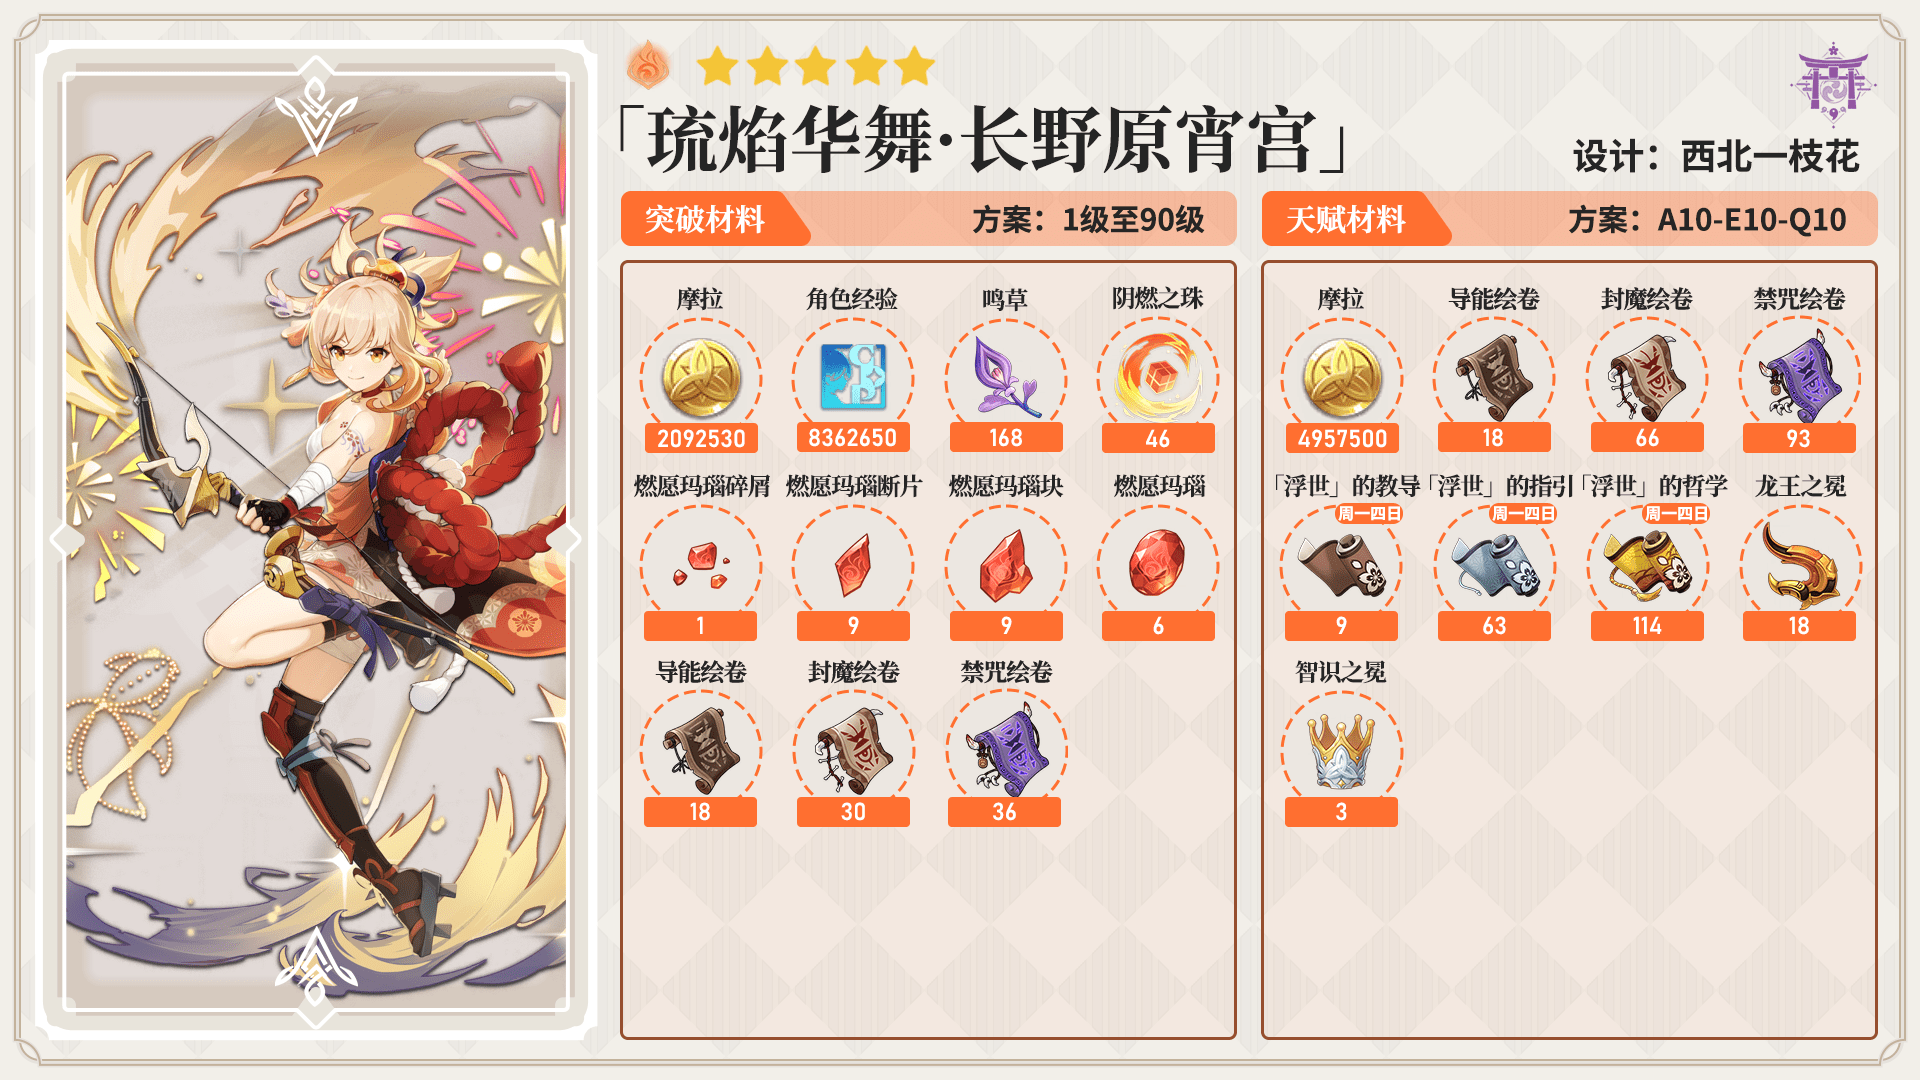 「琉焰华舞·长野原宵宫」
设计：西北一枝花
突破材料
方案：1级至90级
摩拉 角色经验 鸣草 阴燃之珠
2092530 8362650 168 46
燃愿玛瑙碎屑 燃愿玛瑙断片 燃愿玛瑙块 燃愿玛瑙
1 9 9 6
导能绘卷 封魔绘卷 禁咒绘卷
18 30 36
天赋材料
方案：A10-E10-Q10
摩拉 导能绘卷 封魔绘卷 禁咒绘卷
4957500 18 66 93
「浮世」的教导 「浮世」的指引 「浮世」的哲学 龙王之冕
周一四日 周一四日 周一四日
9 63 114 18
智识之冕
3